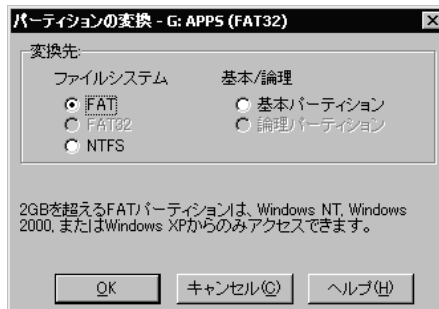 パーティションの変換 - G: APPS (FAT32)
変換先:
ファイルシステム 基本/論理
FAT 基本パーティション
FAT32 論理パーティション
NTFS
2GBを超えるFATパーティションは、Windows NT, Windows
2000, またはWindows XPからのみアクセスできます。
OK キャンセル(C) ヘルプ(H)